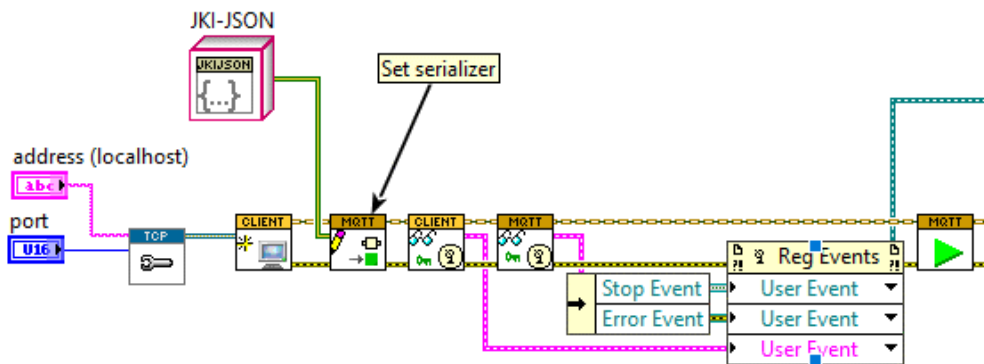 JKI-JSON
JKIJSON
{...}
Set serializer
address (localhost)
abc
port
U16
TCP
CLIENT
MQTT
CLIENT
MQTT
MQTT
Reg Events
Stop Event
User Event
Error Event
User Event
User Event